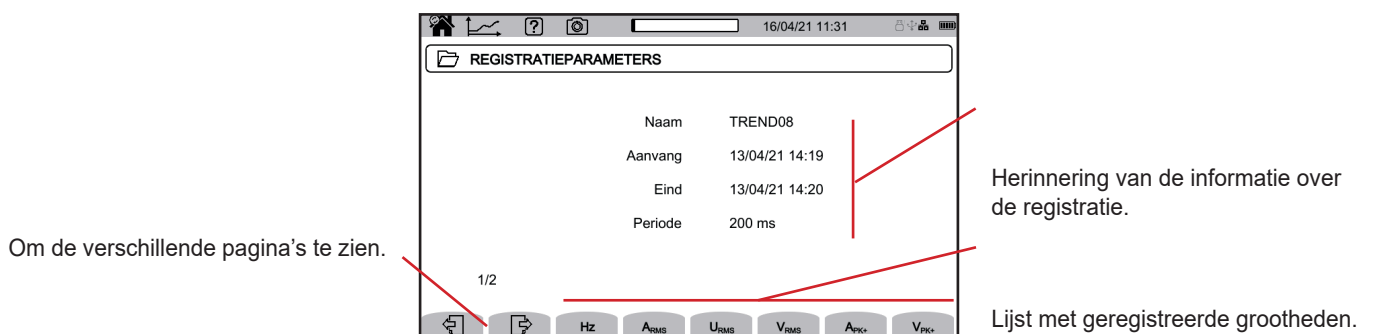 16/04/21 11:31
REGISTRATIEPARAMETERS
Naam TREND08
Aanvang 13/04/21 14:19
Eind 13/04/21 14:20
Periode 200 ms
Herinnering van de informatie over
de registratie.
Om de verschillende pagina’s te zien.
1/2
Hz ARMS URMS VRMS APK+ VPK+
Lijst met geregistreerde grootheden.